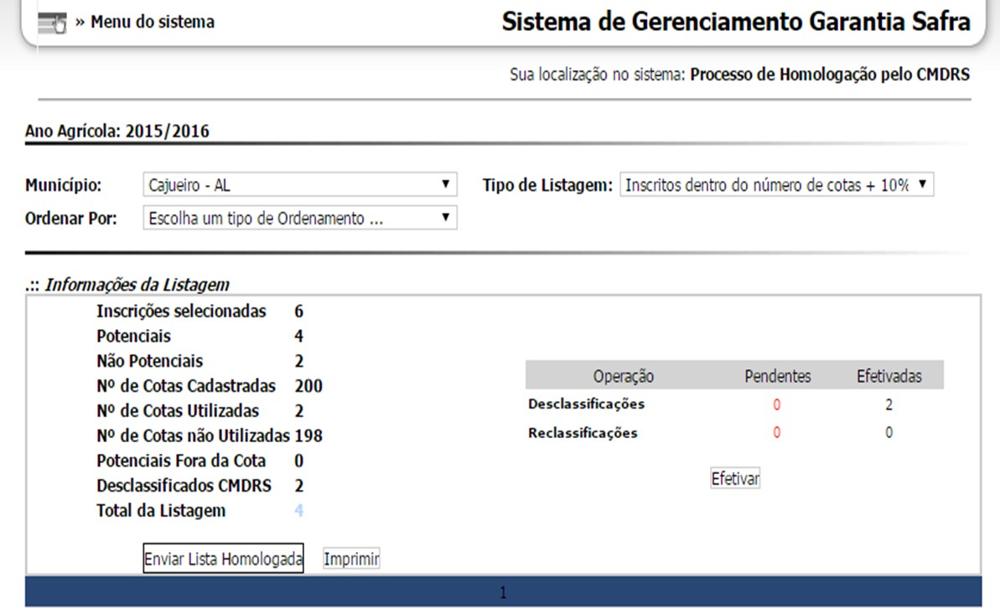 » Menu do sistema
Sistema de Gerenciamento Garantia Safra
Sua localização no sistema: Processo de Homologação pelo CMDRS
Ano Agrícola: 2015/2016
Município: Cajueiro - AL Tipo de Listagem: Inscritos dentro do número de cotas + 10%
Ordenar Por: Escolha um tipo de Ordenamento ...
.:: Informações da Listagem
Inscrições selecionadas 6
Potenciais 4
Não Potenciais 2
Nº de Cotas Cadastradas 200
Nº de Cotas Utilizadas 2
Nº de Cotas não Utilizadas 198
Potenciais Fora da Cota 0
Desclassificados CMDRS 2
Total da Listagem 4
Operação Pendentes Efetivadas
Desclassificações 0 2
Reclassificações 0 0
Efetivar
Enviar Lista Homologada Imprimir
1